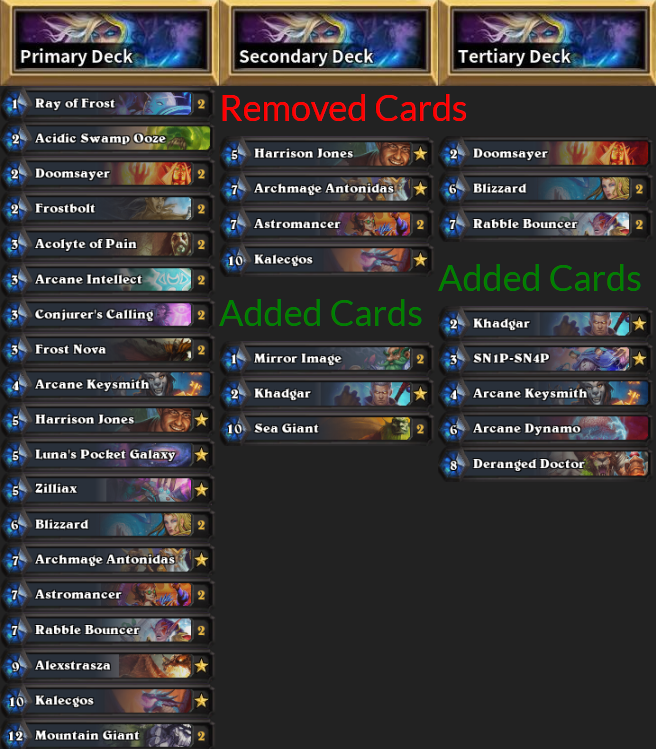 Primary Deck
1 Ray of Frost 2
2 Acidic Swamp Ooze
2 Doomsayer 2
2 Frostbolt 2
3 Acolyte of Pain 2
3 Arcane Intellect 2
3 Conjurer's Calling 2
3 Frost Nova 2
4 Arcane Keysmith
5 Harrison Jones
5 Luna's Pocket Galaxy
5 Zilliax
6 Blizzard 2
7 Archmage Antonidas
7 Astromancer 2
7 Rabble Bouncer 2
9 Alexstrasza
10 Kalecgos
12 Mountain Giant 2
Secondary Deck
Removed Cards
5 Harrison Jones
7 Archmage Antonidas
7 Astromancer 2
10 Kalecgos
Added Cards
1 Mirror Image 2
2 Khadgar
10 Sea Giant 2
Tertiary Deck
2 Doomsayer
6 Blizzard 2
7 Rabble Bouncer 2
Added Cards
2 Khadgar
3 SN1P-SN4P
4 Arcane Keysmith
6 Arcane Dynamo
8 Deranged Doctor